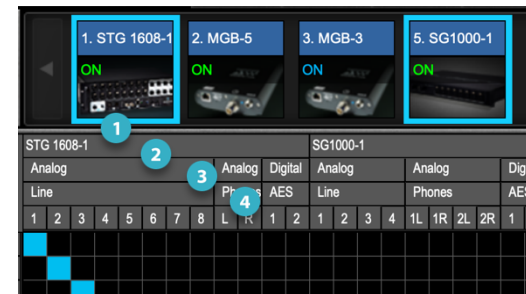 1. STG 1608-1 2. MGB-5 3. MGB-3 5. SG1000-1
ON ON ON ON
1
2
STG 1608-1 SG1000-1
3
Analog Analog Digital Analog Analog Dig
4
Line Phones AES Line Phones AE
1 2 3 4 5 6 7 8 L R 1 2 1 2 3 4 1L 1R 2L 2R 1